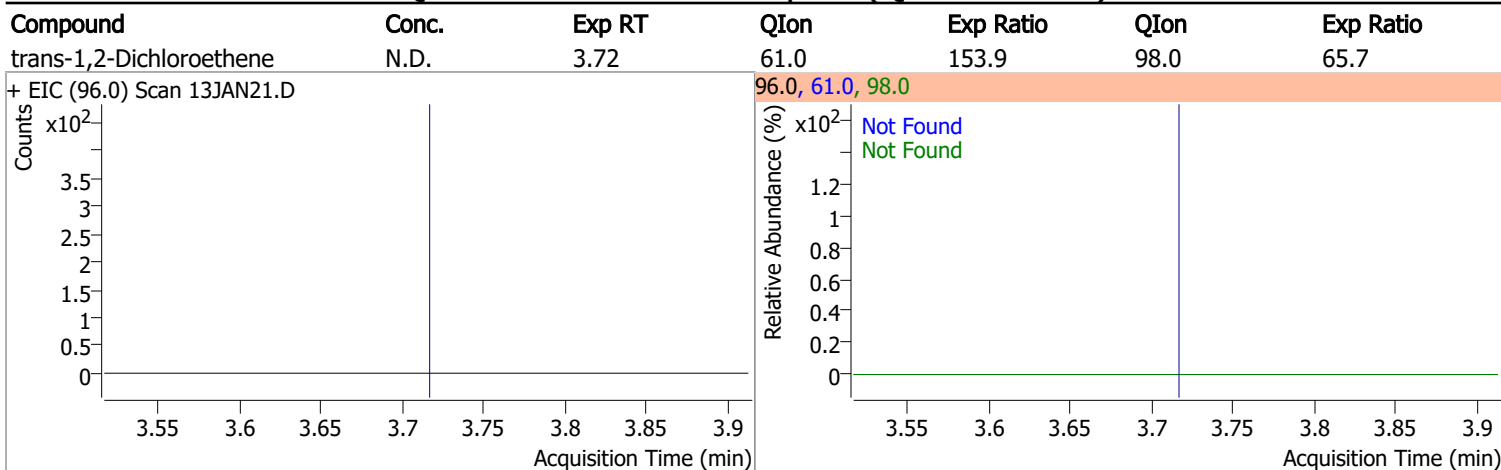 Compound Conc. Exp RT QIon Exp Ratio QIon Exp Ratio
trans-1,2-Dichloroethene N.D. 3.72 61.0 153.9 98.0 65.7
+ EIC (96.0) Scan 13JAN21.D
Counts
x10²
3.5
3
2.5
2
1.5
1
0.5
0
3.55 3.6 3.65 3.7 3.75 3.8 3.85 3.9
Acquisition Time (min)
96.0, 61.0, 98.0
Relative Abundance (%)
x10²
Not Found
Not Found
1.2
1
0.8
0.6
0.4
0.2
0
3.55 3.6 3.65 3.7 3.75 3.8 3.85 3.9
Acquisition Time (min)